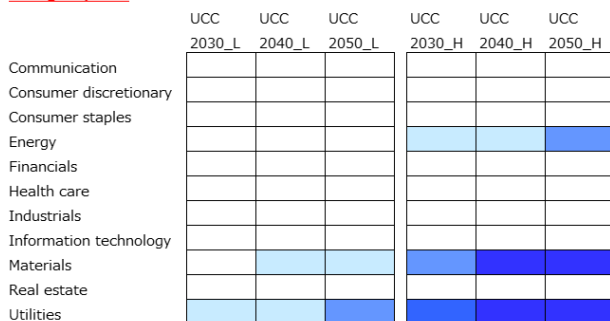 UCC UCC UCC UCC UCC UCC
2030_L 2040_L 2050_L 2030_H 2040_H 2050_H
Communication
Consumer discretionary
Consumer staples
Energy
Financials
Health care
Industrials
Information technology
Materials
Real estate
Utilities